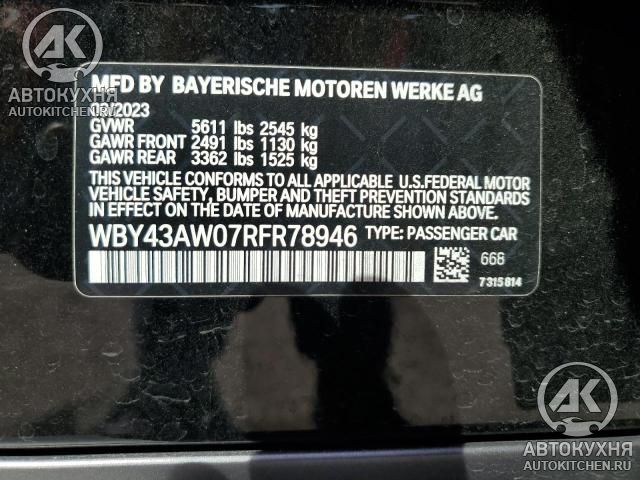 АК
АВТОКУХНЯ
AUTOKITCHEN.RU
MFD BY BAYERISCHE MOTOREN WERKE AG
/2023
GVWR 5611 lbs 2545 kg
GAWR FRONT 2491 lbs 1130 kg
GAWR REAR 3362 lbs 1525 kg
THIS VEHICLE CONFORMS TO ALL APPLICABLE U.S.FEDERAL MOTOR
VEHICLE SAFETY, BUMPER AND THEFT PREVENTION STANDARDS
IN EFFECT ON THE DATE OF MANUFACTURE SHOWN ABOVE.
WBY43AW07RFR78946 TYPE: PASSENGER CAR
668
7315814
АК
АВТОКУХНЯ
AUTOKITCHEN.RU